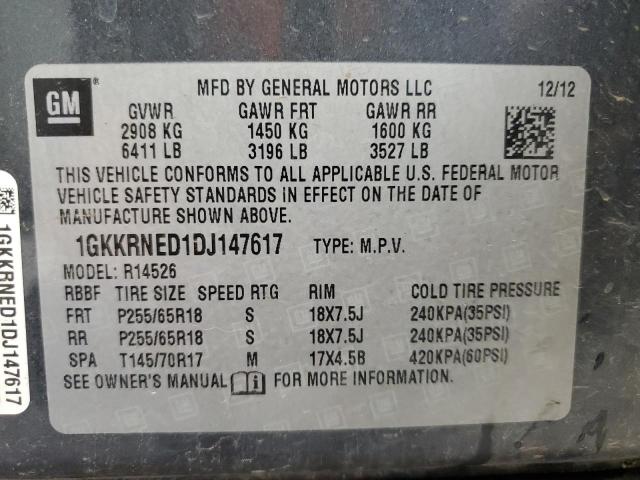 GM
®
MFD BY GENERAL MOTORS LLC 12/12
GVWR GAWR FRT GAWR RR
2908 KG 1450 KG 1600 KG
6411 LB 3196 LB 3527 LB
THIS VEHICLE CONFORMS TO ALL APPLICABLE U.S. FEDERAL MOTOR
VEHICLE SAFETY STANDARDS IN EFFECT ON THE DATE OF
MANUFACTURE SHOWN ABOVE.
1GKKRNED1DJ147617 TYPE: M.P.V.
MODEL: R14526
RBBF TIRE SIZE SPEED RTG RIM COLD TIRE PRESSURE
FRT P255/65R18 S 18X7.5J 240KPA(35PSI)
RR P255/65R18 S 18X7.5J 240KPA(35PSI)
SPA T145/70R17 M 17X4.5B 420KPA(60PSI)
SEE OWNER'S MANUAL i FOR MORE INFORMATION.
1GKKRNED1DJ147617